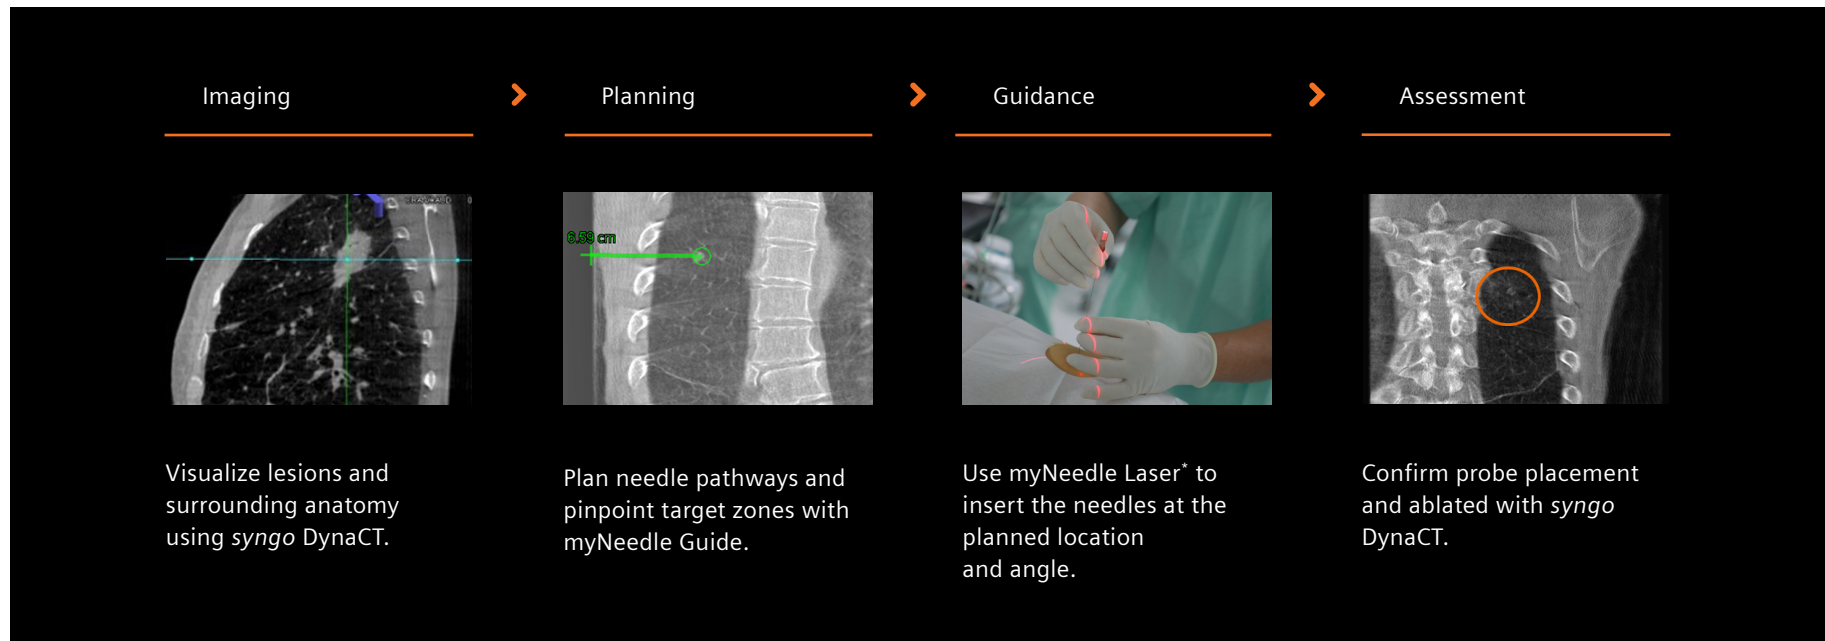 Imaging
Planning
Guidance
Assessment
6.59 cm
Visualize lesions and
surrounding anatomy
using syngo DynaCT.
Plan needle pathways and
pinpoint target zones with
myNeedle Guide.
Use myNeedle Laser* to
insert the needles at the
planned location
and angle.
Confirm probe placement
and ablated with syngo
DynaCT.